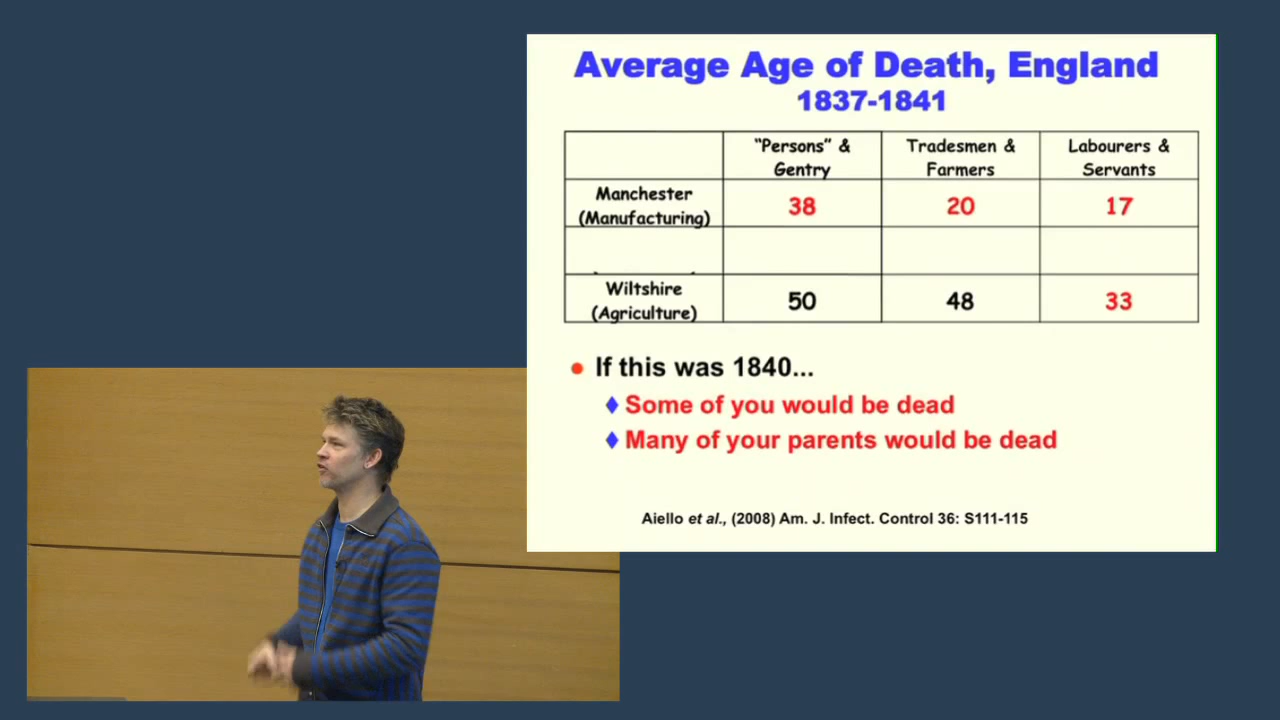 Average Age of Death, England
1837-1841
"Persons" & Gentry
Tradesmen & Farmers
Labourers & Servants
Manchester (Manufacturing) 38 20 17
Wiltshire (Agriculture) 50 48 33
If this was 1840...
Some of you would be dead
Many of your parents would be dead
Aiello et al., (2008) Am. J. Infect. Control 36: S111-115